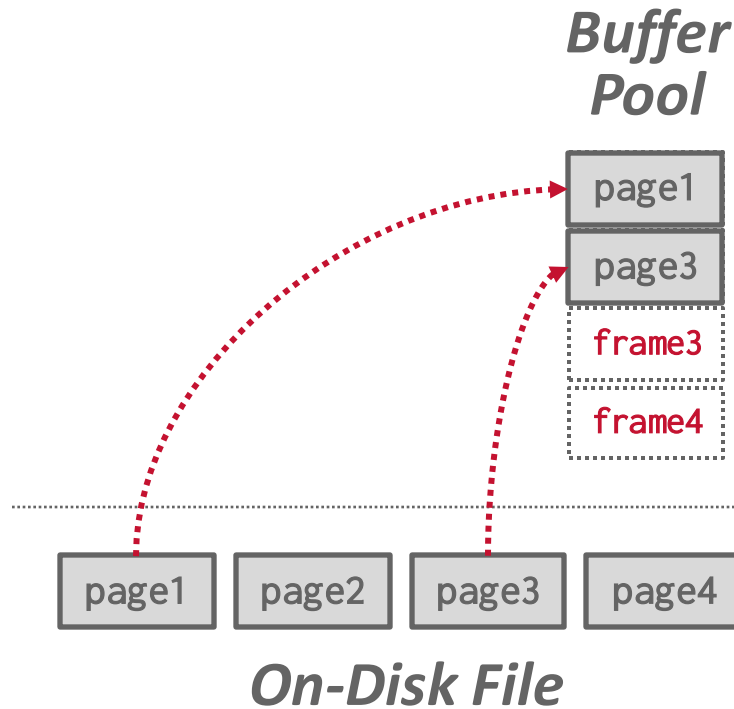 Buffer
Pool
page1
page3
frame3
frame4
page1 page2 page3 page4
On-Disk File